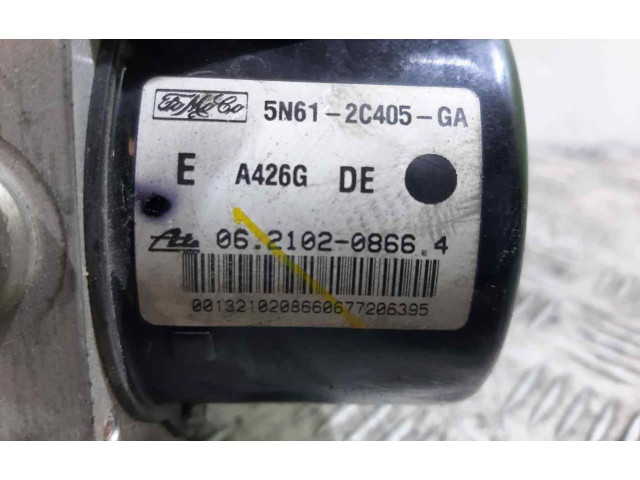 FoMoCo
5N61-2C405-GA
E A426G DE
Ate 06.2102-0866.4
0013210208660677206395